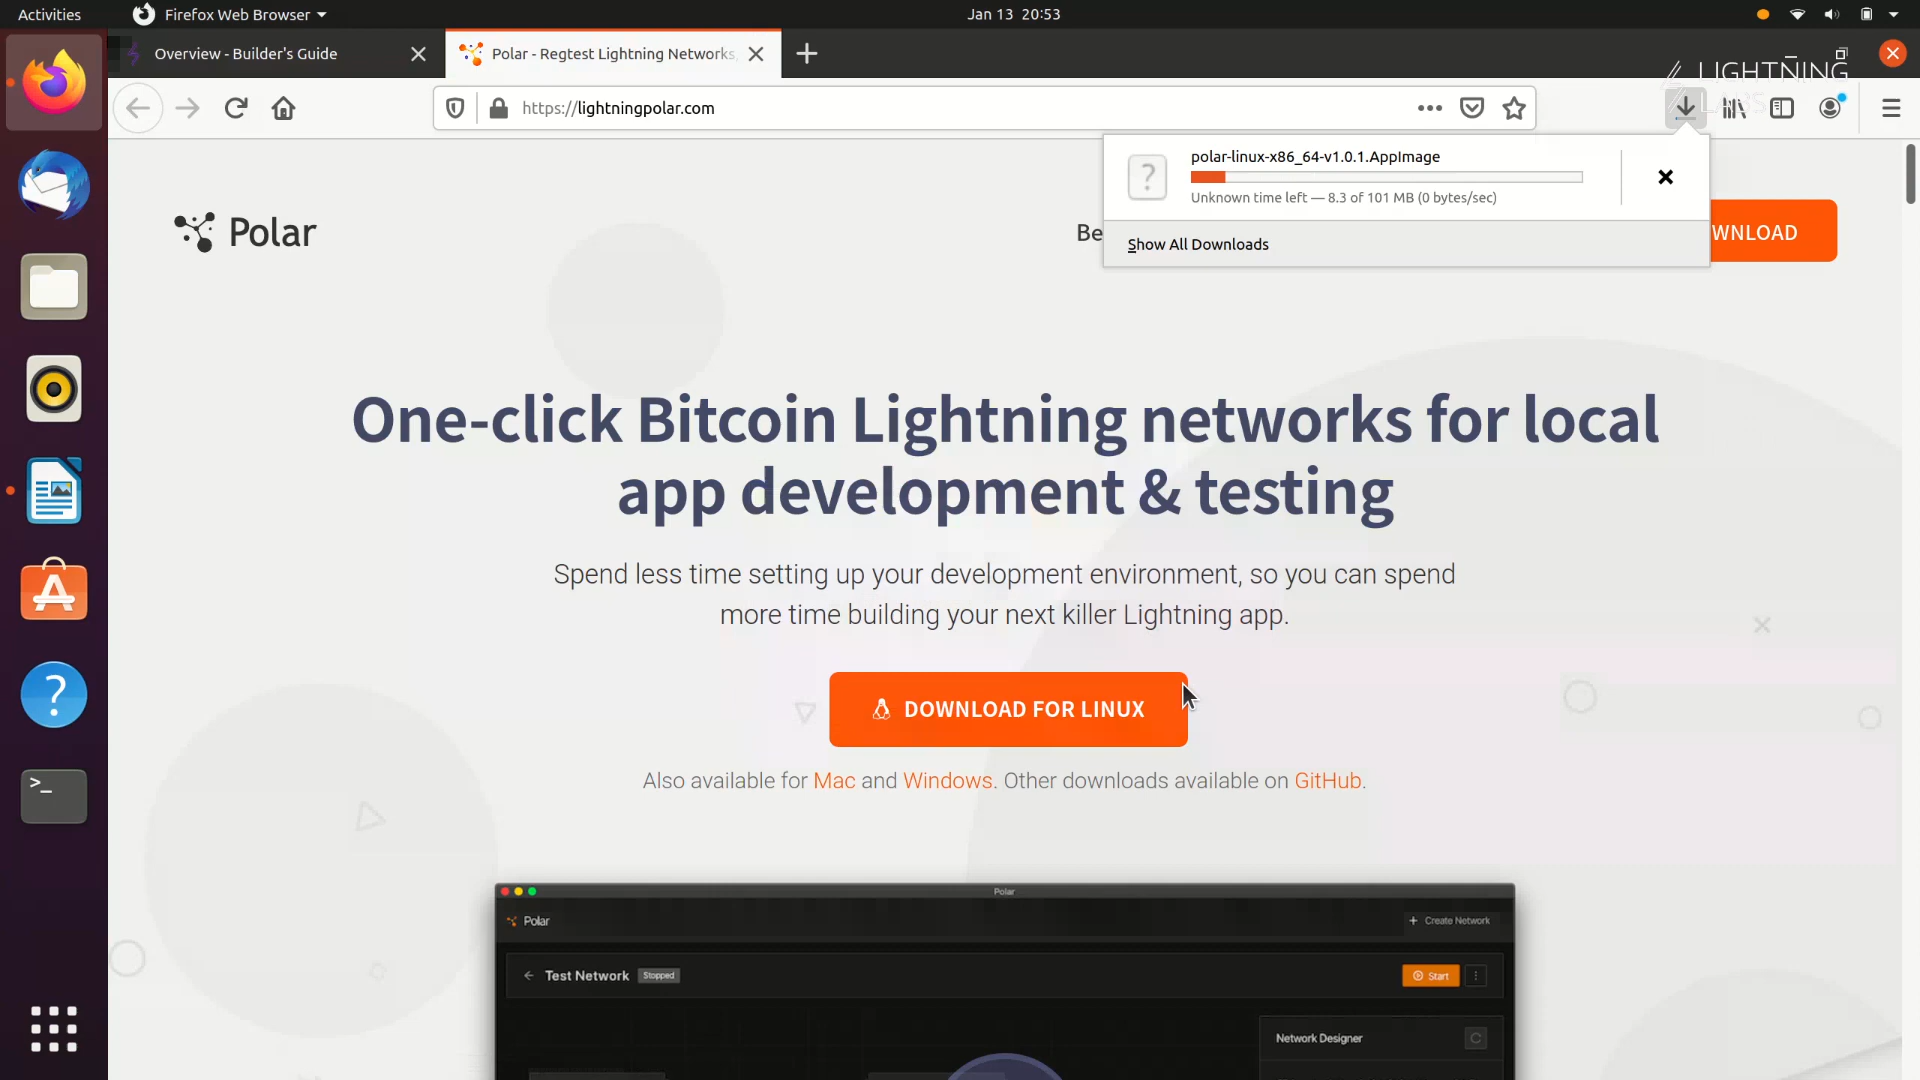 Activities
Firefox Web Browser
Jan 13 20:53
Overview - Builder's Guide
Polar - Regtest Lightning Networks
LIGHTNING
LABS
https://lightningpolar.com
polar-linux-x86_64-v1.0.1.AppImage
Unknown time left — 8.3 of 101 MB (0 bytes/sec)
Show All Downloads
Polar
Be
WNLOAD
One-click Bitcoin Lightning networks for local
app development & testing
Spend less time setting up your development environment, so you can spend
more time building your next killer Lightning app.
DOWNLOAD FOR LINUX
Also available for Mac and Windows. Other downloads available on GitHub.
Polar
Polar
+ Create Network
Test Network
Stopped
Start
Network Designer